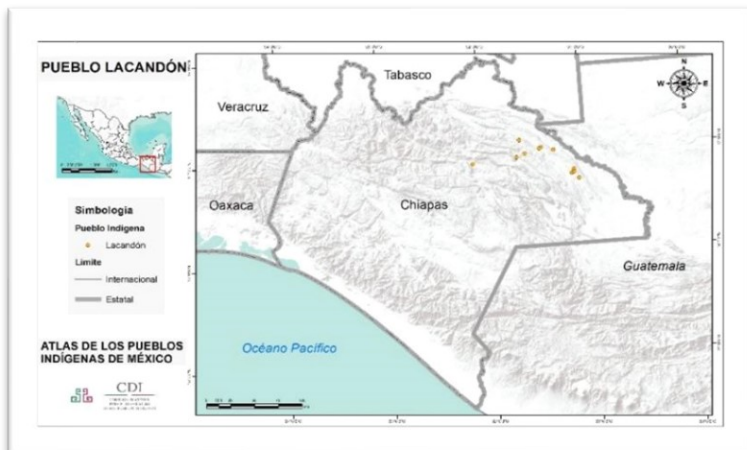 PUEBLO LACANDÓN
Tabasco
N
W
E
S
Veracruz
Oaxaca
Chiapas
Guatemala
Océano Pacífico
Simbología
Pueblo Indígena
Lacandón
Límite
Internacional
Estatal
ATLAS DE LOS PUEBLOS
INDÍGENAS DE MÉXICO
CDI